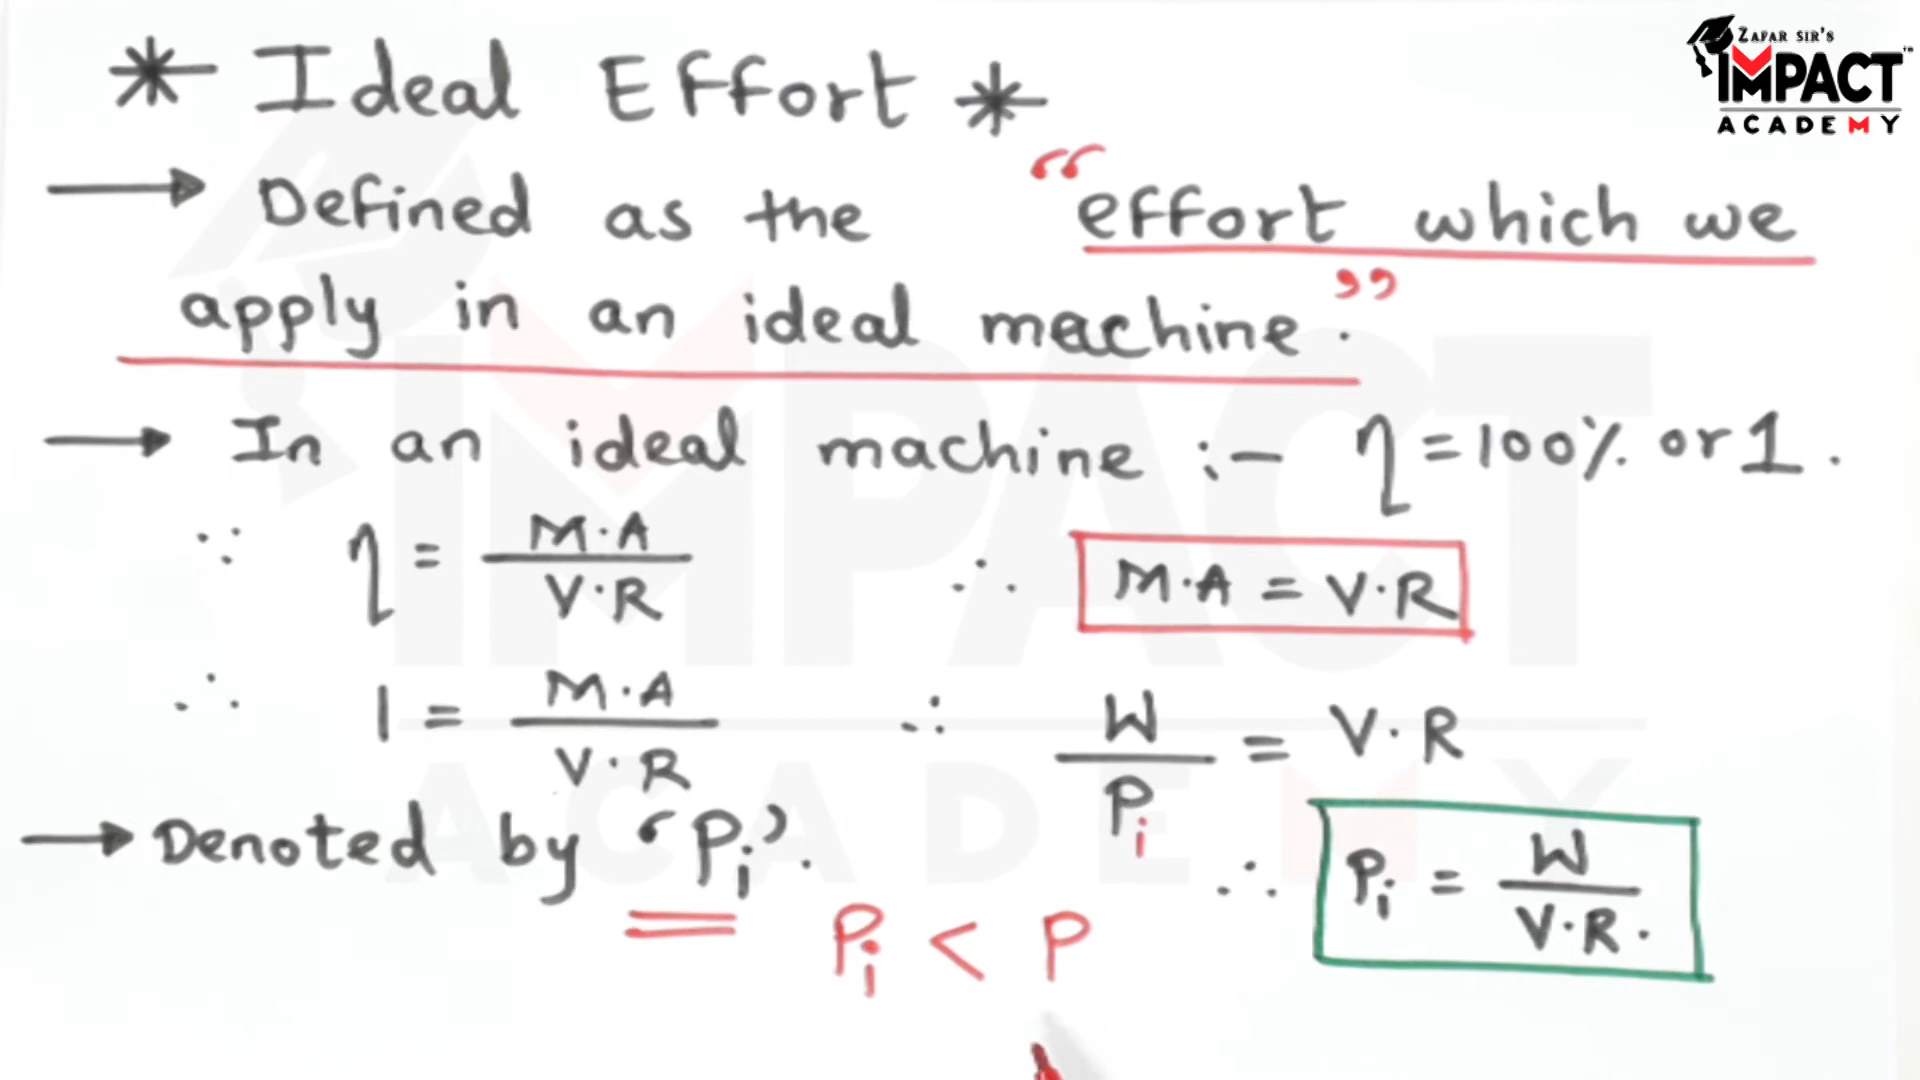 * Ideal Effort *
ZAFAR SIR'S
IMPACT
ACADEMY
→ Defined as the “effort which we
apply in an ideal machine.”
→ In an ideal machine :- η = 100% or 1.
∵ η = M.A / V.R ∴ M.A = V.R
∴ 1 = M.A / V.R ∴ W / Pi = V.R
→ Denoted by ‘Pi’. ∴ Pi = W / V.R.
Pi < P